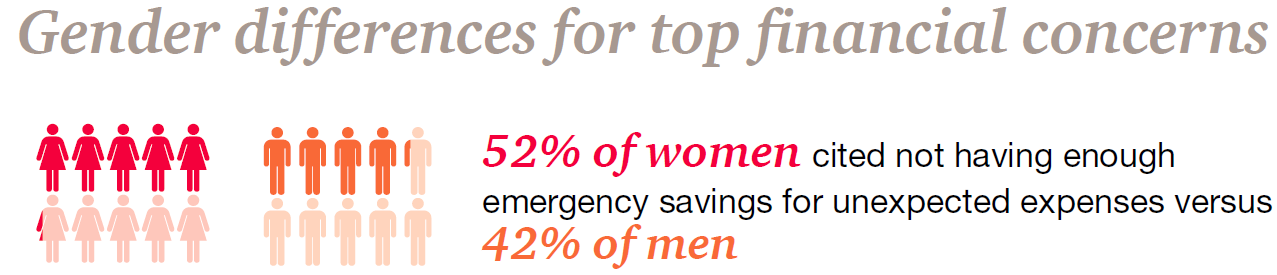 Gender differences for top financial concerns
52% of women cited not having enough
emergency savings for unexpected expenses versus
42% of men